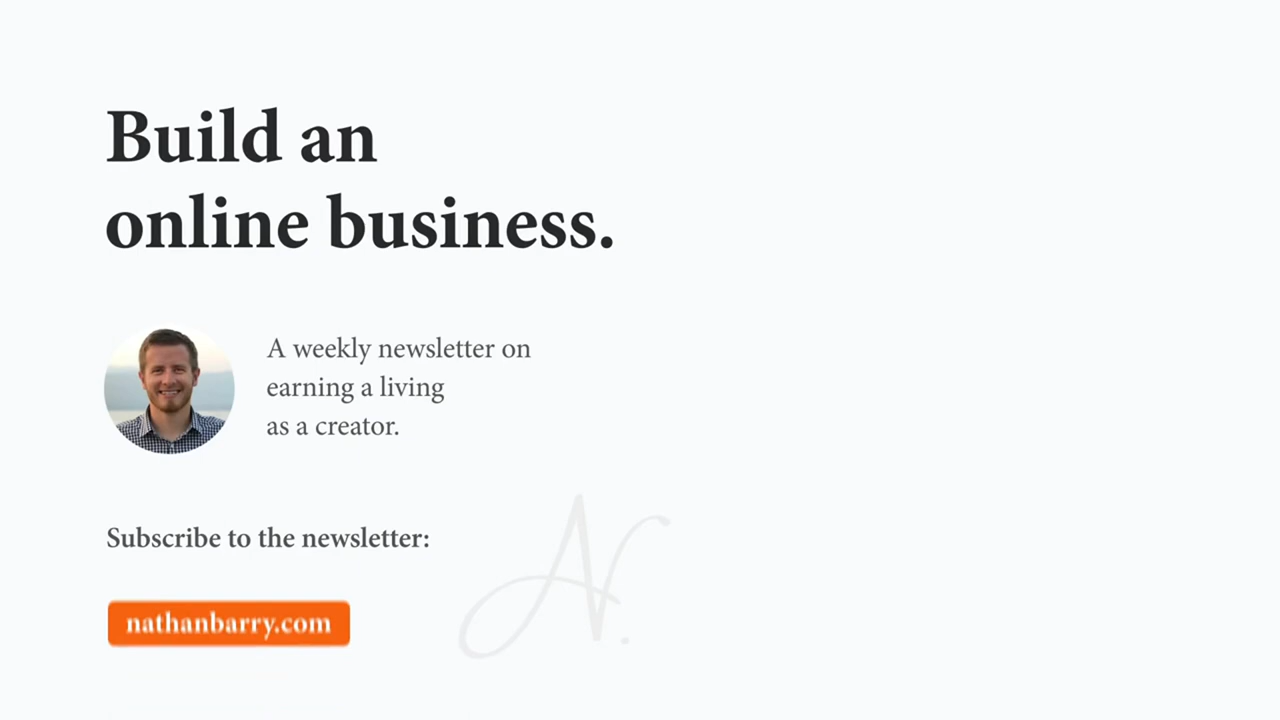 Build an
online business.
A weekly newsletter on
earning a living
as a creator.
Subscribe to the newsletter:
N.
nathanbarry.com